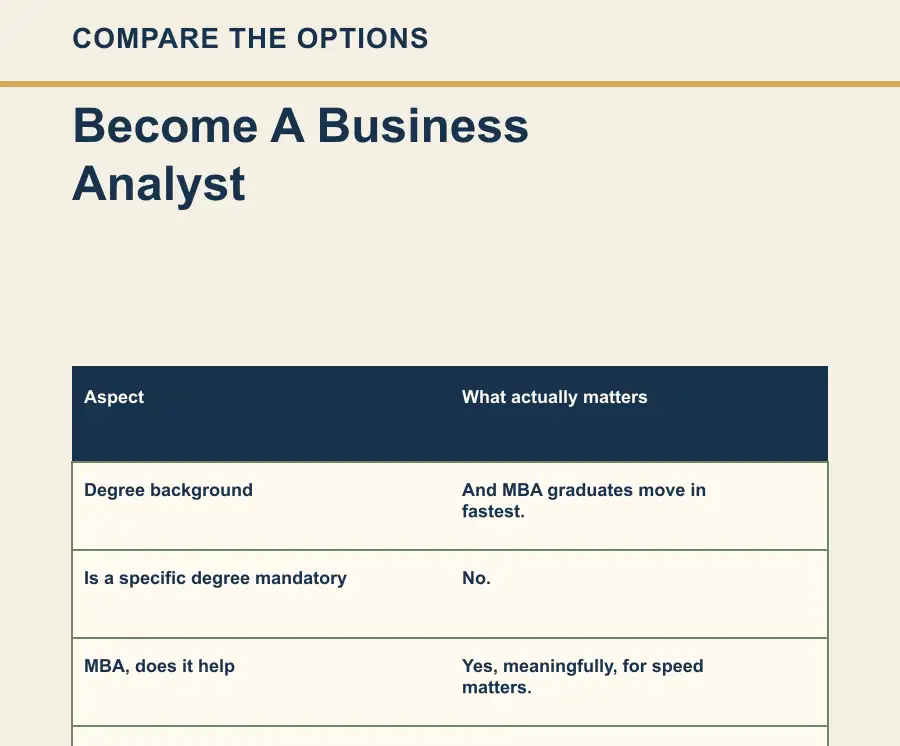 COMPARE THE OPTIONS
Become A Business
Analyst
Aspect
What actually matters
Degree background
And MBA graduates move in
fastest.
Is a specific degree mandatory
No.
MBA, does it help
Yes, meaningfully, for speed
matters.